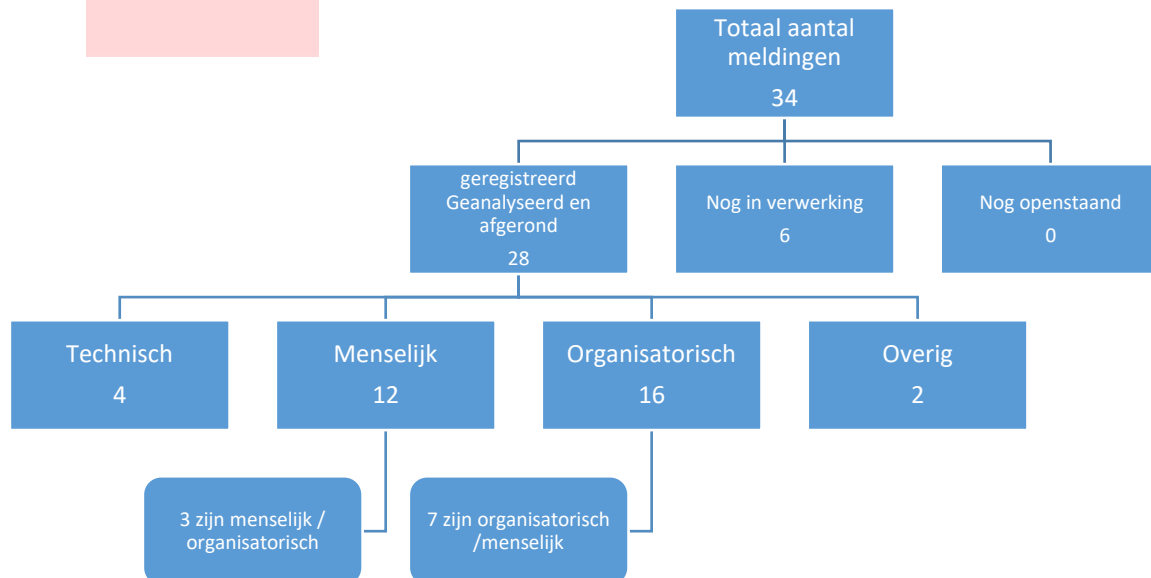 Totaal aantal
meldingen
34
geregistreerd
Geanalyseerd en
afgerond
28
Nog in verwerking
6
Nog openstaand
0
Technisch
4
Menselijk
12
Organisatorisch
16
Overig
2
3 zijn menselijk /
organisatorisch
7 zijn organisatorisch
/menselijk